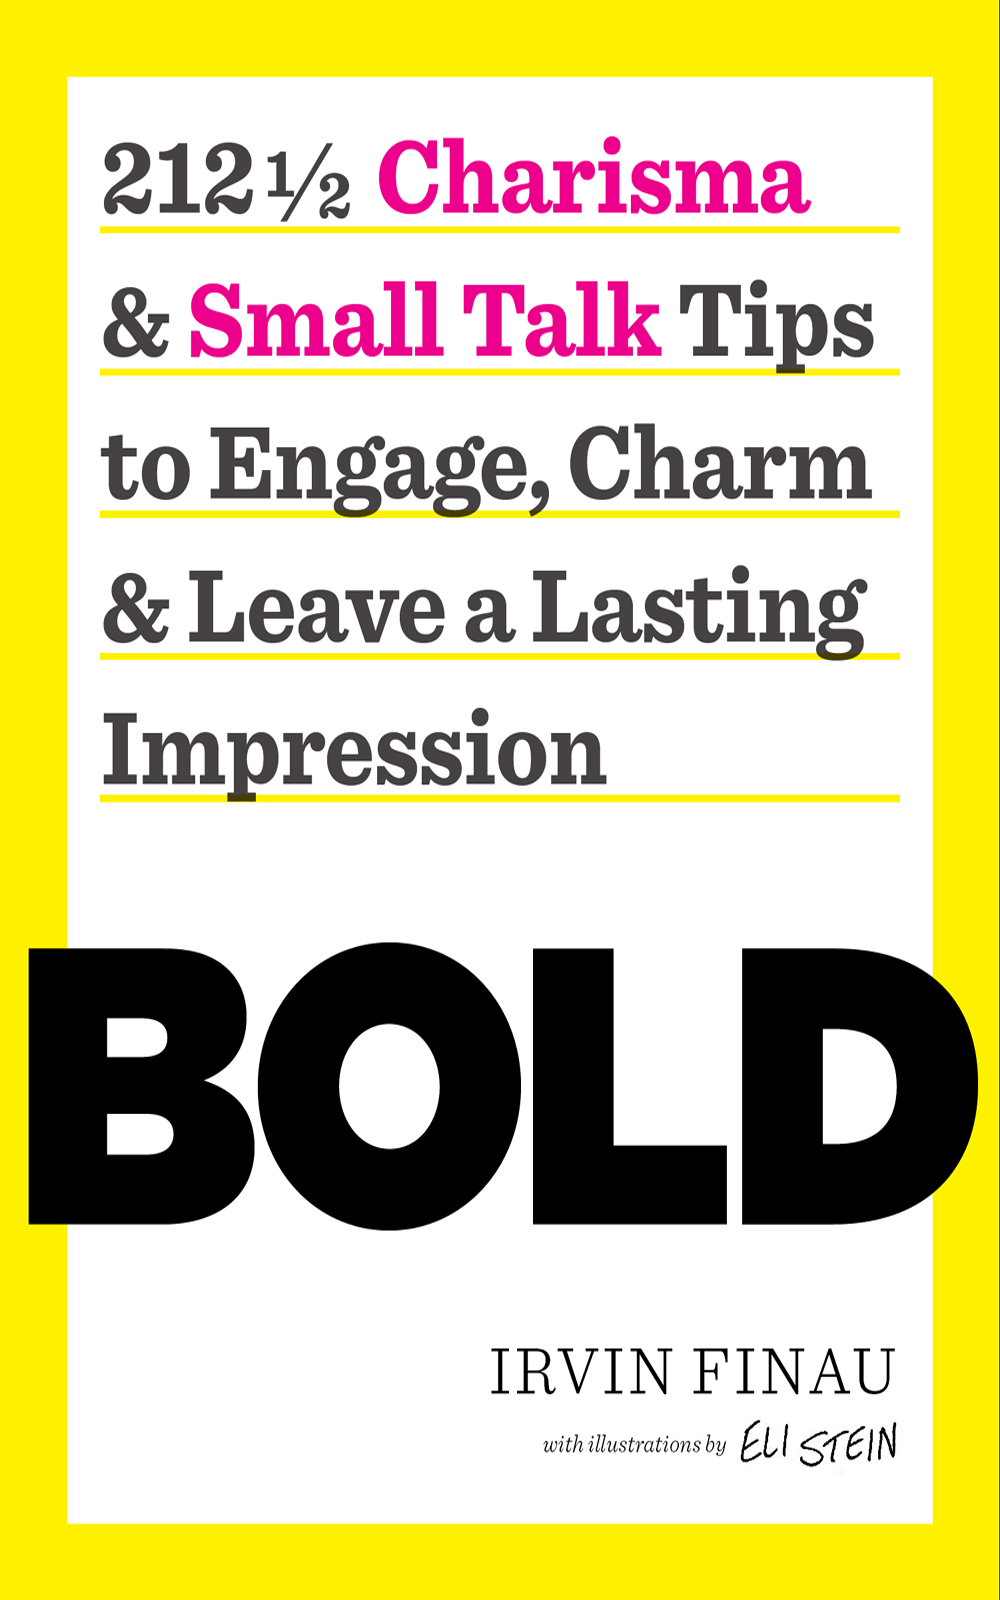 212 ½ Charisma
& Small Talk Tips
to Engage, Charm
& Leave a Lasting
Impression
BOLD
IRVIN FINAU
with illustrations by ELI STEIN